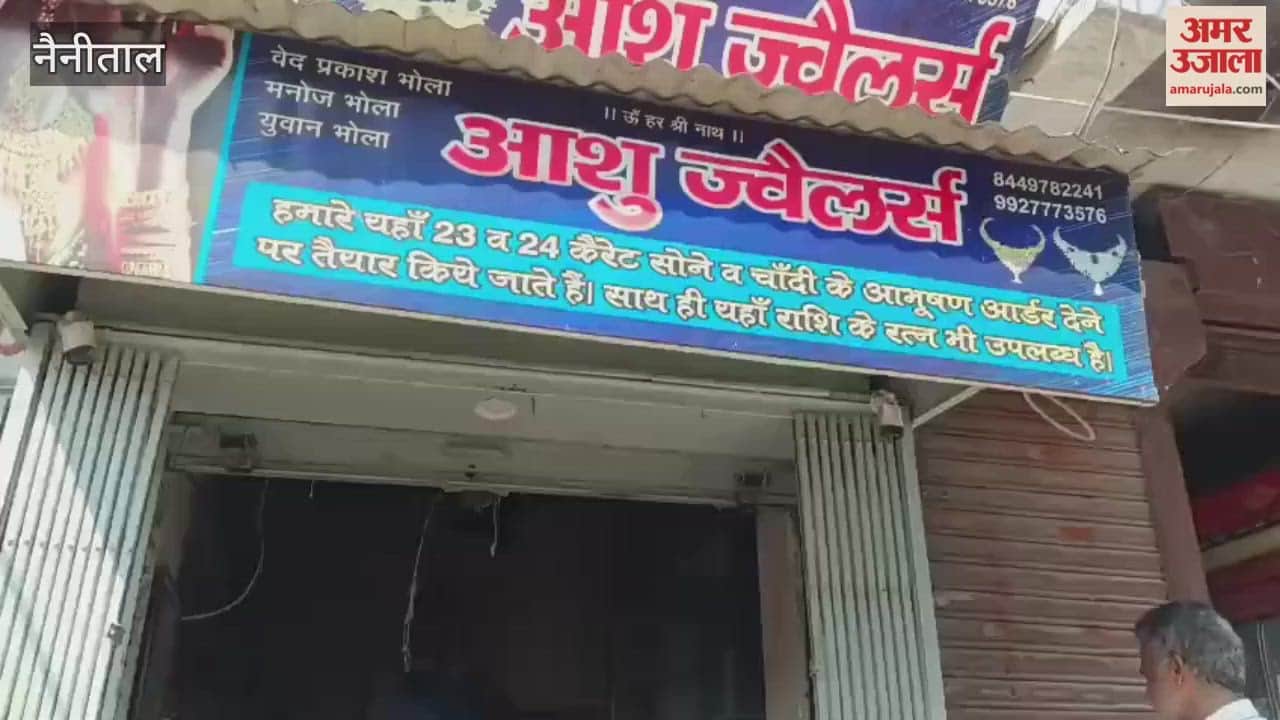 नैनीताल
अमर
उजाला
amarujala.com
आशु ज्वैलर्स
वेद प्रकाश भोला
मनोज भोला
युवान भोला
।। ॐ हर श्री नाथ ।।
आशु ज्वैलर्स
8449782241
9927773576
हमारे यहाँ 23 व 24 कैरेट सोने व चाँदी के आभूषण आर्डर देने
पर तैयार किये जाते हैं। साथ ही यहाँ राशि के रत्न भी उपलब्ध है।